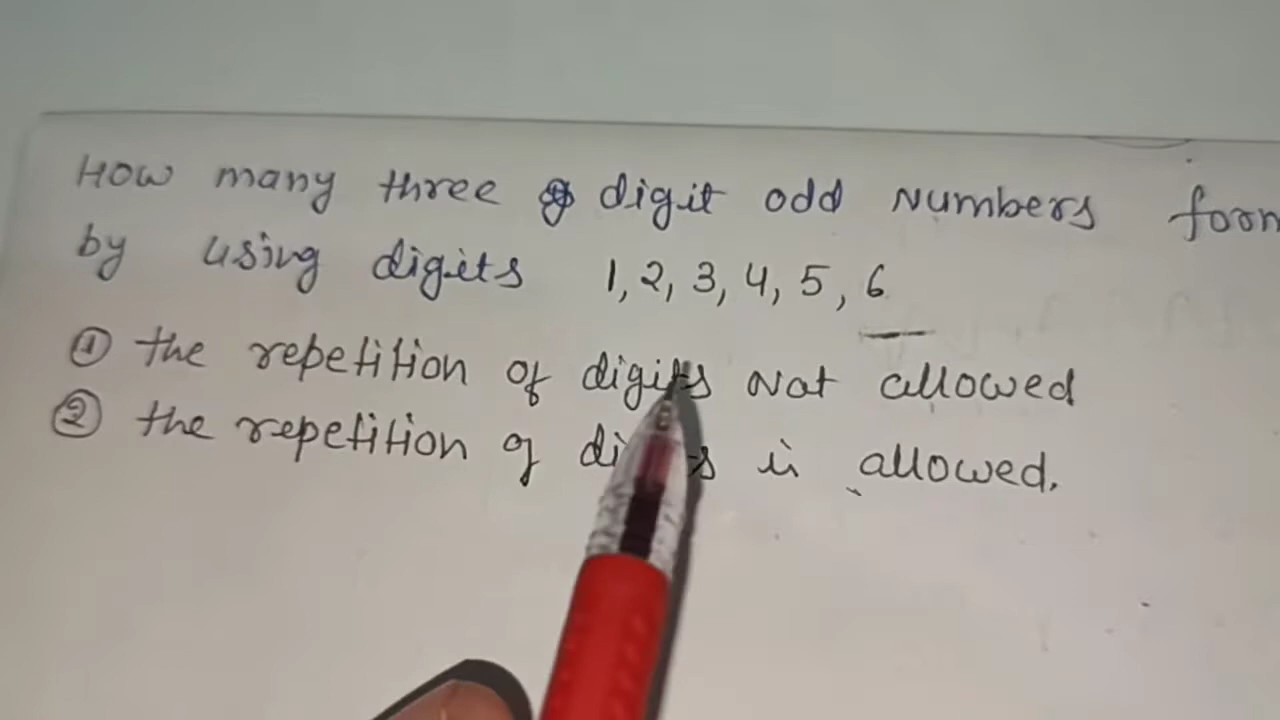 How many three digit odd Numbers
by using digits 1, 2, 3, 4, 5, 6
① the repetition of digits Not allowed
② the repetition of is allowed.